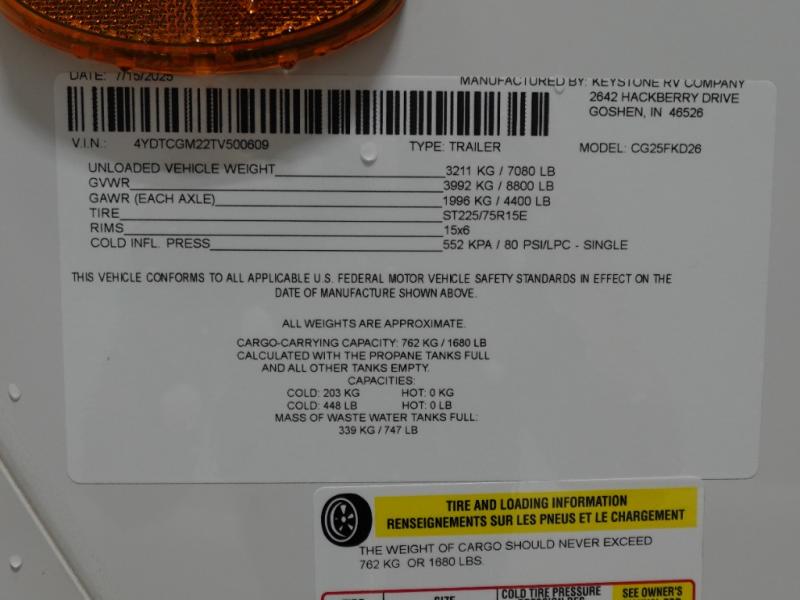 DATE: 7/15/2025 MANUFACTURED BY: KEYSTONE RV COMPANY
2642 HACKBERRY DRIVE
GOSHEN, IN 46526
V.I.N.: 4YDTCGM22TV500609 TYPE: TRAILER MODEL: CG25FKD26
UNLOADED VEHICLE WEIGHT 3211 KG / 7080 LB
GVWR 3992 KG / 8800 LB
GAWR (EACH AXLE) 1996 KG / 4400 LB
TIRE ST225/75R15E
RIMS 15x6
COLD INFL. PRESS 552 KPA / 80 PSI/LPC - SINGLE
THIS VEHICLE CONFORMS TO ALL APPLICABLE U.S. FEDERAL MOTOR VEHICLE SAFETY STANDARDS IN EFFECT ON THE
DATE OF MANUFACTURE SHOWN ABOVE.
ALL WEIGHTS ARE APPROXIMATE.
CARGO-CARRYING CAPACITY: 762 KG / 1680 LB
CALCULATED WITH THE PROPANE TANKS FULL
AND ALL OTHER TANKS EMPTY.
CAPACITIES:
COLD: 203 KG HOT: 0 KG
COLD: 448 LB HOT: 0 LB
MASS OF WASTE WATER TANKS FULL:
339 KG / 747 LB
TIRE AND LOADING INFORMATION
RENSEIGNEMENTS SUR LES PNEUS ET LE CHARGEMENT
THE WEIGHT OF CARGO SHOULD NEVER EXCEED
762 KG OR 1680 LBS.
SIZE COLD TIRE PRESSURE SEE OWNER'S